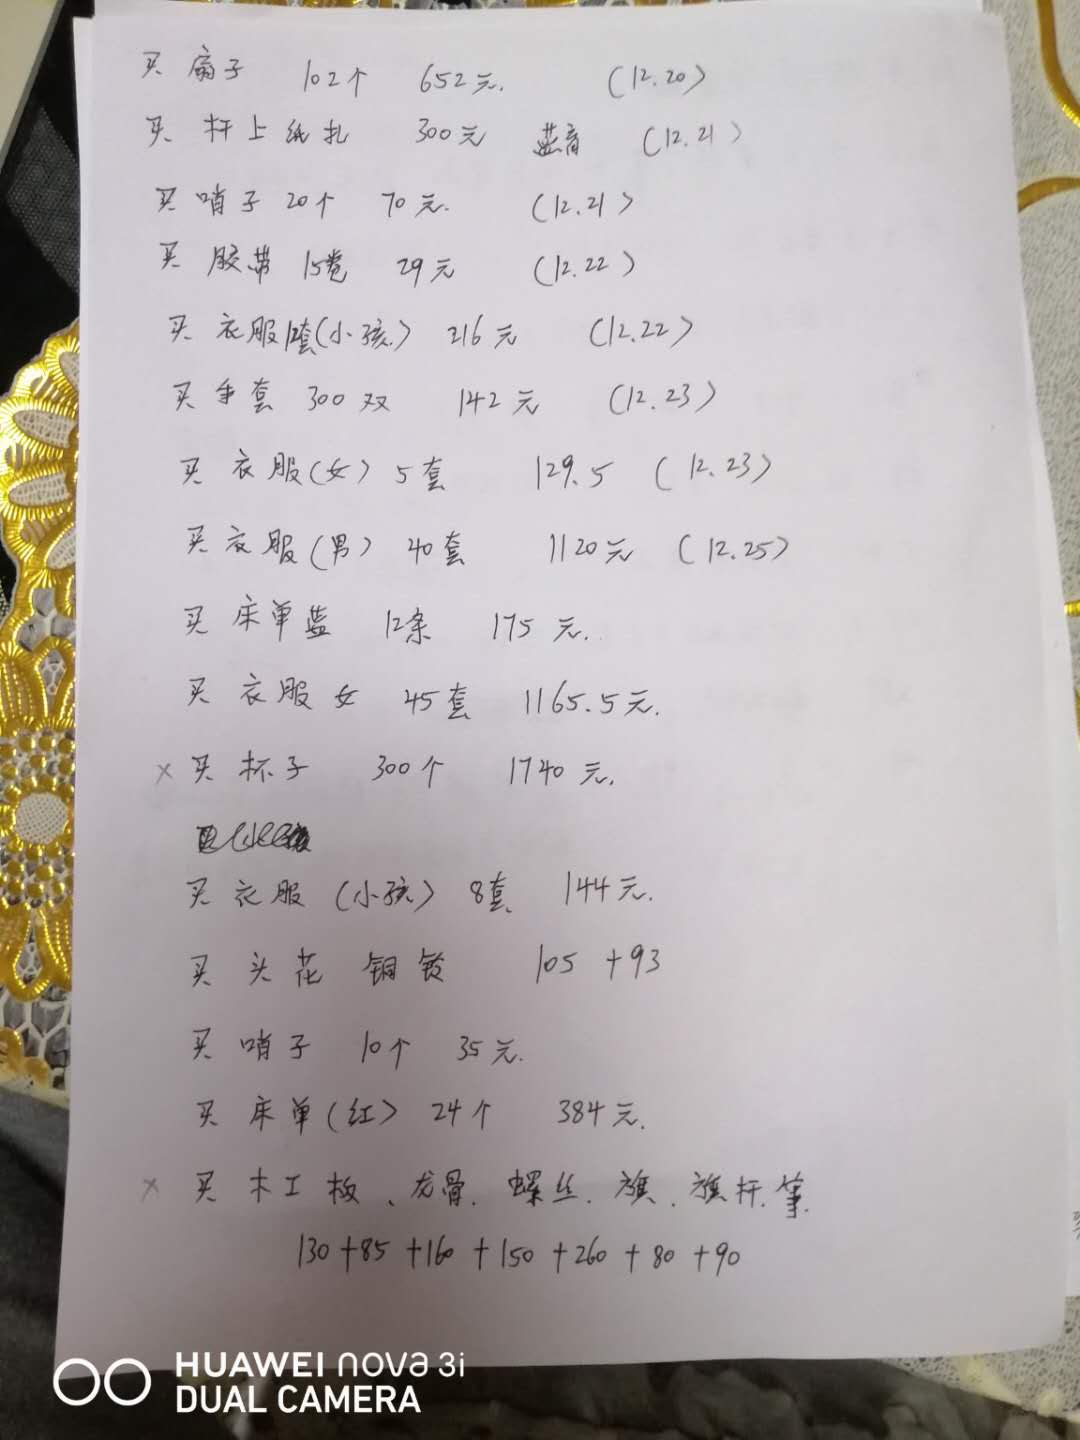 买扇子 102个 652元. (12.20)
买杆上纸扎 300元 (12.21)
买哨子20个 70元. (12.21)
买胶带15卷 29元 (12.22)
买衣服12套(小孩) 216元 (12.22)
买手套300双 142元 (12.23)
买衣服(女)5套 129.5 (12.23)
买衣服(男) 40套 1120元 (12.25)
买床单蓝 12条 175元.
买衣服女 45套 1165.5元.
×买杯子 300个 1740元.
买衣服(小孩) 8套 144元.
买头花 铜铃 105+93
买哨子 10个 35元.
买床单(红) 24个 384元.
×买木工板、龙骨.螺丝.旗.旗杆.等.
130+85+160+150+260+80+90
HUAWEI nova 3i
DUAL CAMERA